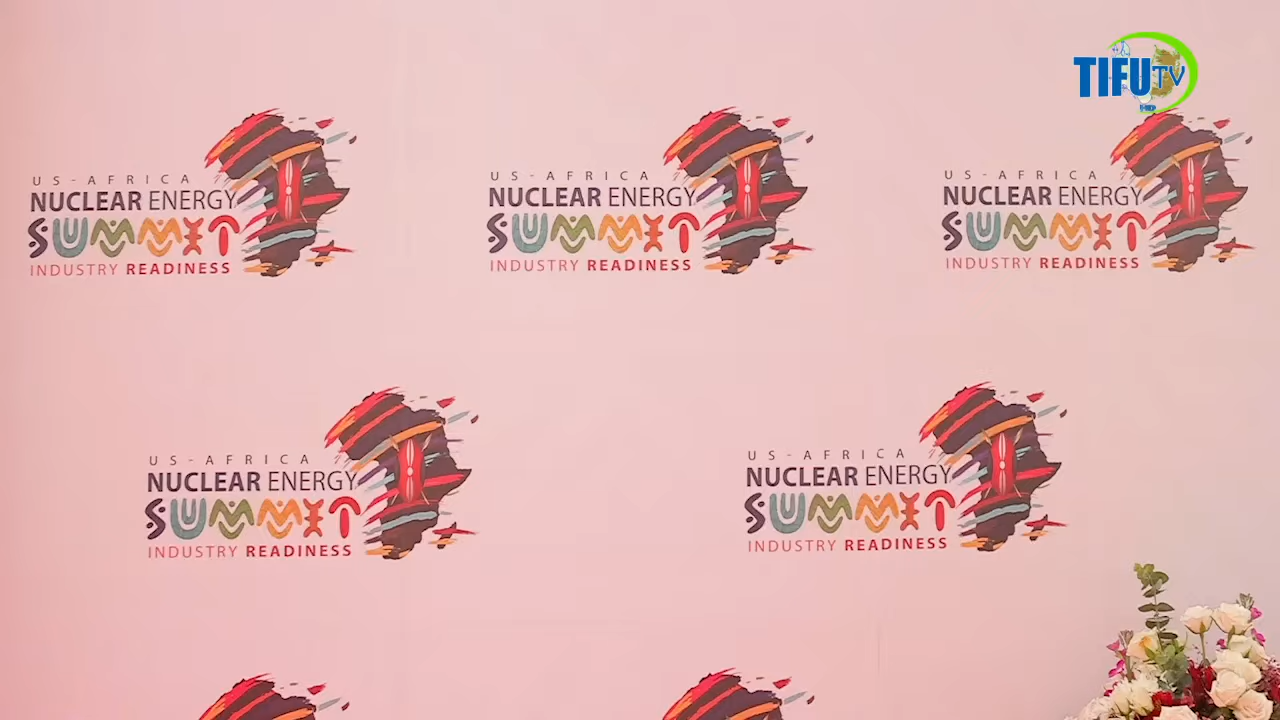 TIFU TV
US-AFRICA
NUCLEAR ENERGY
SUMMIT
INDUSTRY READINESS
US-AFRICA
NUCLEAR ENERGY
SUMMIT
INDUSTRY READINESS
US-AFRICA
NUCLEAR ENERGY
SUMMIT
INDUSTRY READINESS
US-AFRICA
NUCLEAR ENERGY
SUMMIT
INDUSTRY READINESS
US-AFRICA
NUCLEAR ENERGY
SUMMIT
INDUSTRY READINESS